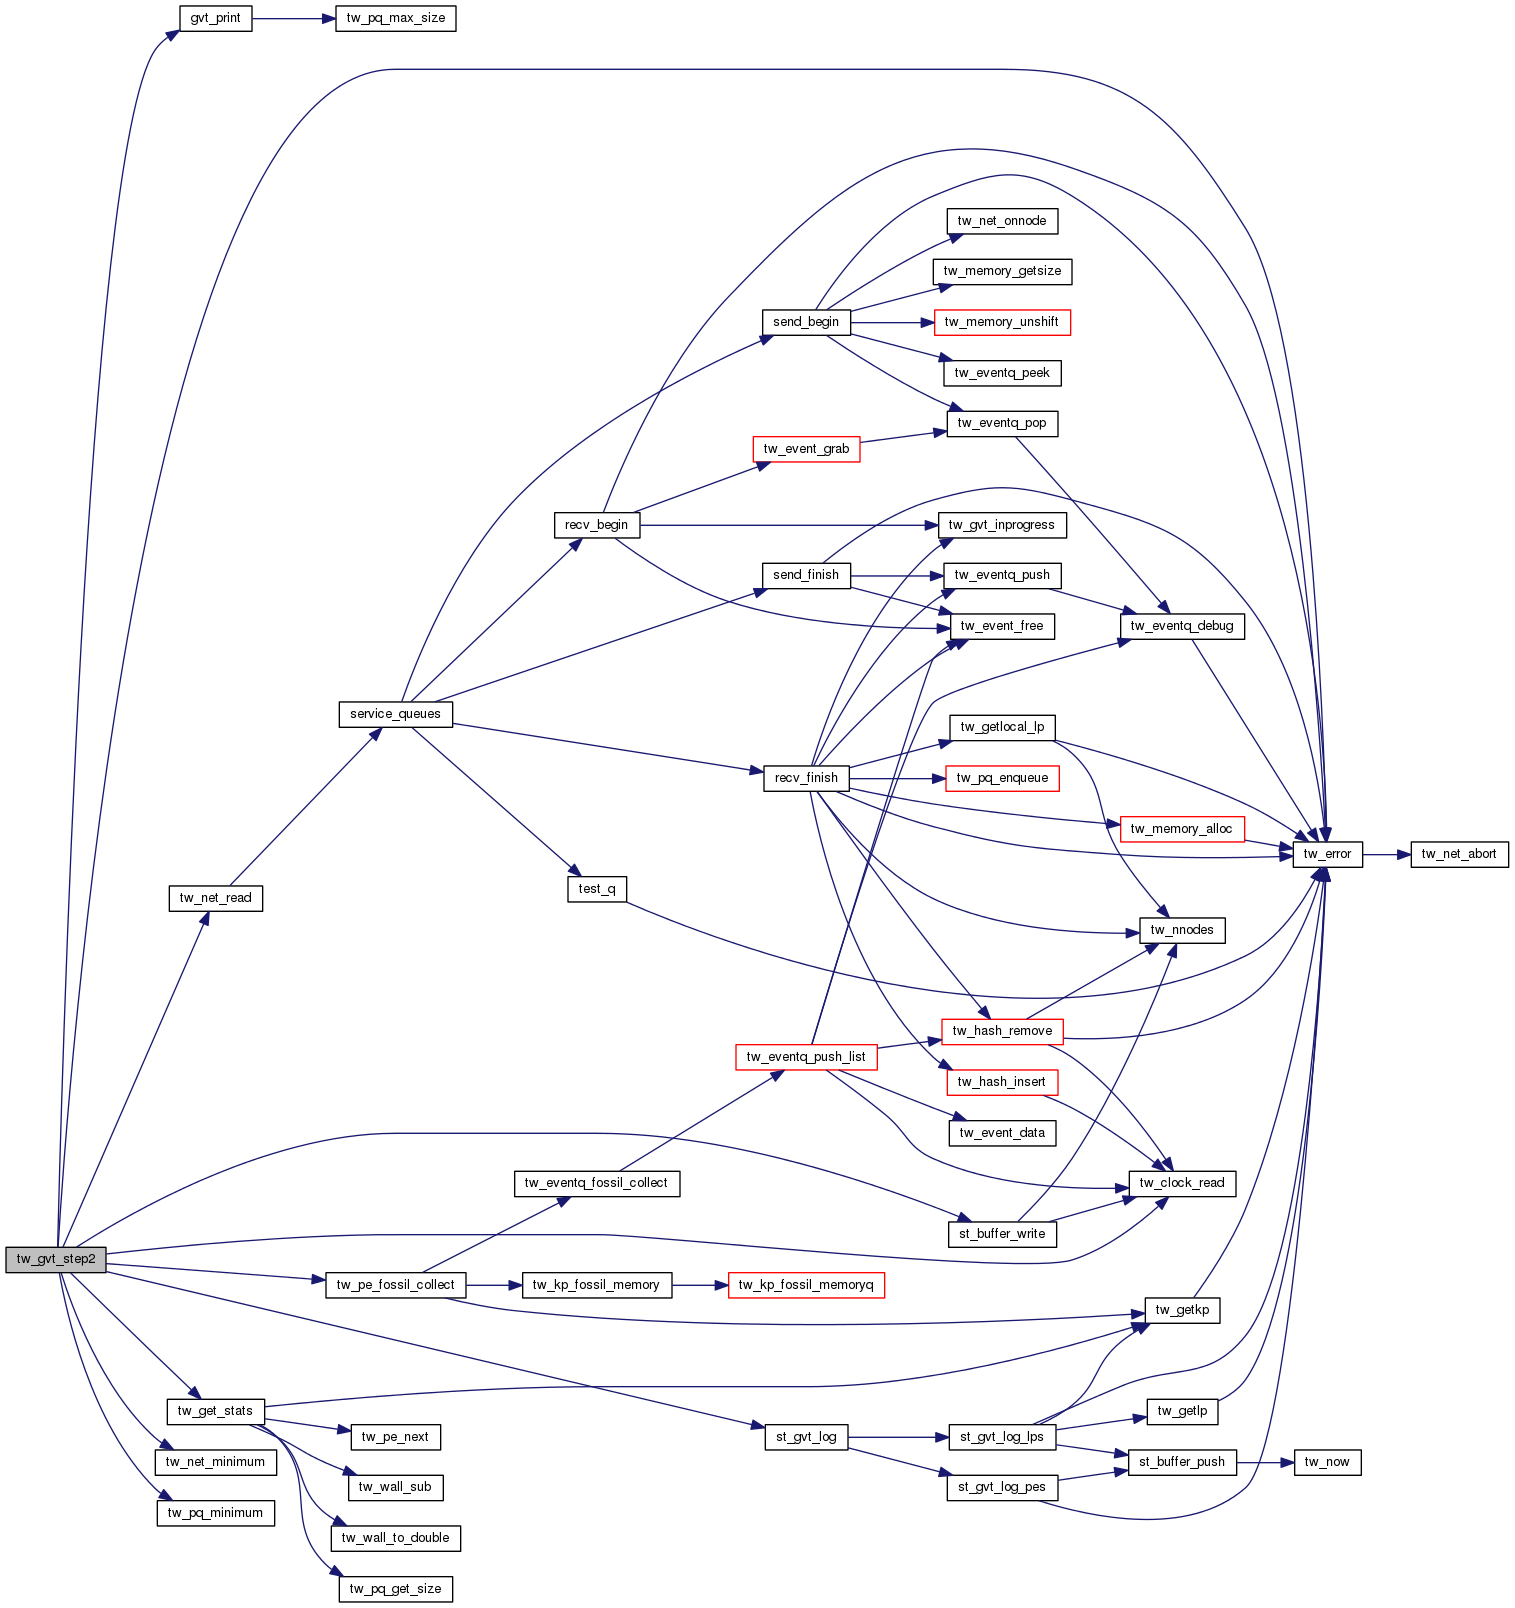 gvt_print
tw_pq_max_size
tw_net_onnode
tw_memory_getsize
send_begin
tw_memory_unshift
tw_eventq_peek
tw_eventq_pop
tw_event_grab
recv_begin
tw_gvt_inprogress
send_finish
tw_eventq_push
tw_event_free
tw_eventq_debug
service_queues
tw_getlocal_lp
recv_finish
tw_pq_enqueue
tw_memory_alloc
tw_error
tw_net_abort
test_q
tw_net_read
tw_nnodes
tw_hash_remove
tw_eventq_push_list
tw_hash_insert
tw_event_data
tw_eventq_fossil_collect
tw_clock_read
st_buffer_write
tw_gvt_step2
tw_pe_fossil_collect
tw_kp_fossil_memory
tw_kp_fossil_memoryq
tw_getkp
tw_get_stats
tw_getlp
tw_pe_next
st_gvt_log
st_gvt_log_lps
tw_net_minimum
st_buffer_push
tw_now
tw_wall_sub
st_gvt_log_pes
tw_pq_minimum
tw_wall_to_double
tw_pq_get_size